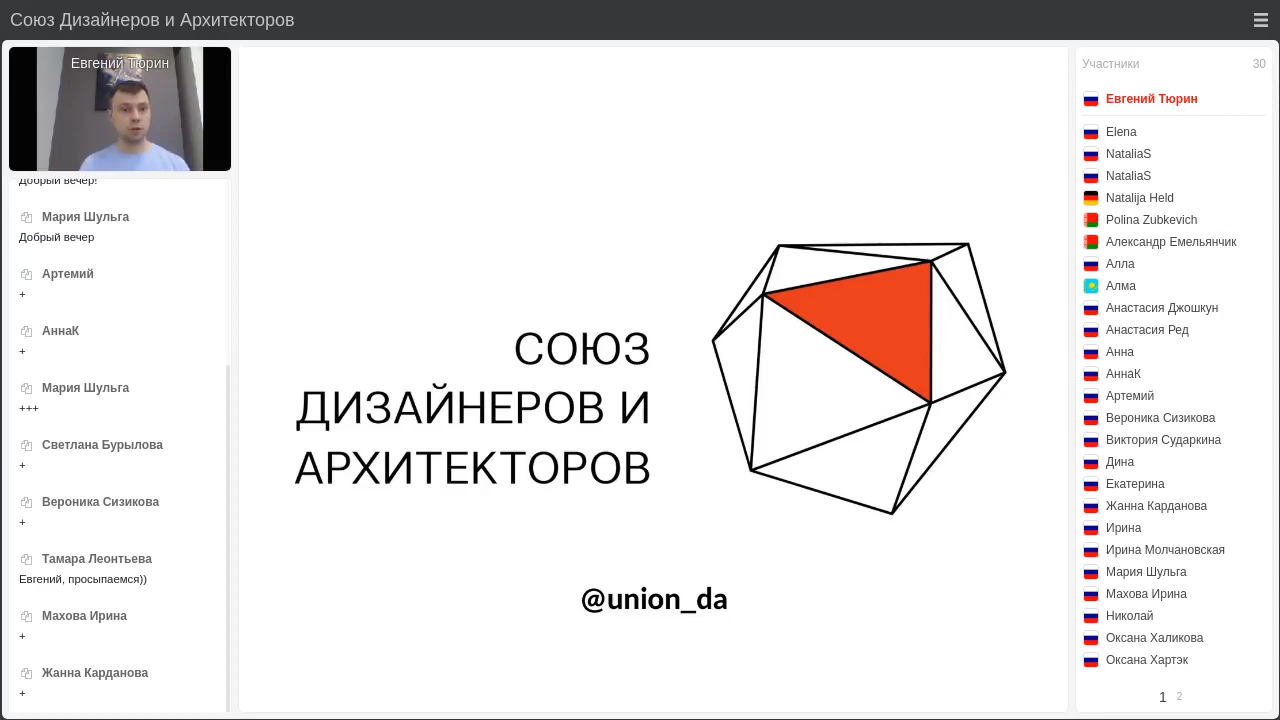 Союз Дизайнеров и Архитекторов
Евгений Тюрин
Добрый вечер!
Мария Шульга
Добрый вечер
Артемий
+
АннаК
+
Мария Шульга
+++
Светлана Бурылова
+
Вероника Сизикова
+
Тамара Леонтьева
Евгений, просыпаемся))
Махова Ирина
+
Жанна Карданова
+
СОЮЗ
ДИЗАЙНЕРОВ И
АРХИТЕКТОРОВ
@union_da
Участники 30
Евгений Тюрин
Elena
NataliaS
NataliaS
Natalija Held
Polina Zubkevich
Александр Емельянчик
Алла
Алма
Анастасия Джошкун
Анастасия Ред
Анна
АннаК
Артемий
Вероника Сизикова
Виктория Сударкина
Дина
Екатерина
Жанна Карданова
Ирина
Ирина Молчановская
Мария Шульга
Махова Ирина
Николай
Оксана Халикова
Оксана Хартэк
1 2